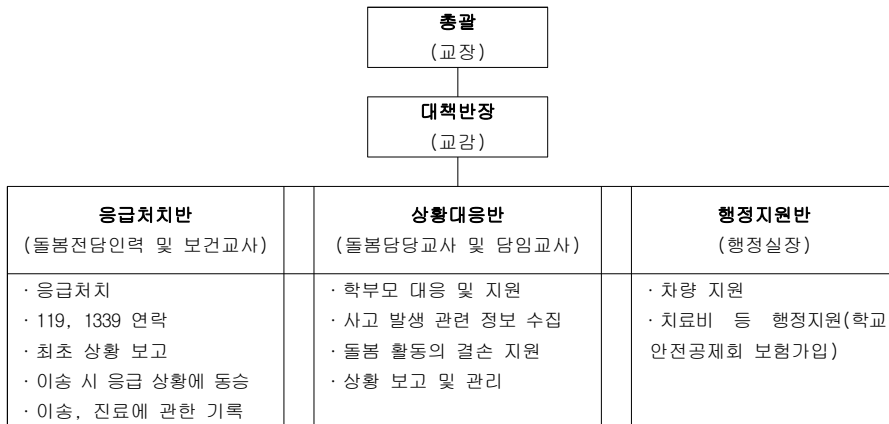 총괄
(교장)
대책반장
(교감)
응급처치반
(돌봄전담인력 및 보건교사)
· 응급처치
· 119, 1339 연락
· 최초 상황 보고
· 이송 시 응급 상황에 동승
· 이송, 진료에 관한 기록
상황대응반
(돌봄담당교사 및 담임교사)
· 학부모 대응 및 지원
· 사고 발생 관련 정보 수집
· 돌봄 활동의 결손 지원
· 상황 보고 및 관리
행정지원반
(행정실장)
· 차량 지원
· 치료비 등 행정지원(학교
안전공제회 보험가입)